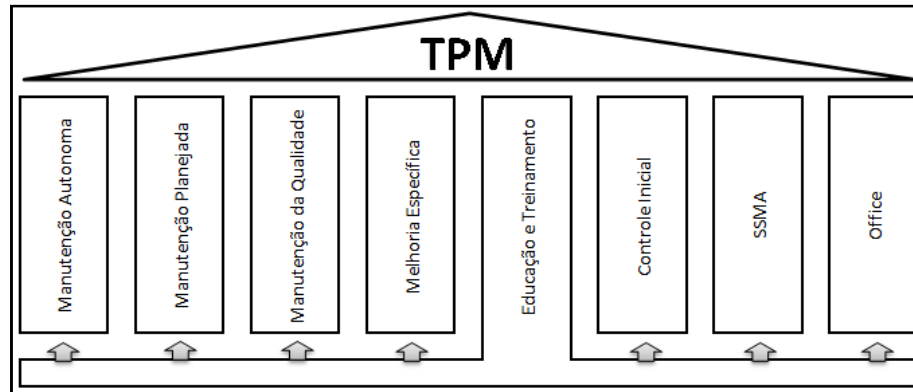 TPM
Manutenção Autonoma
Manutenção Planejada
Manutenção da Qualidade
Melhoria Específica
Educação e Treinamento
Controle Inicial
SSMA
Office